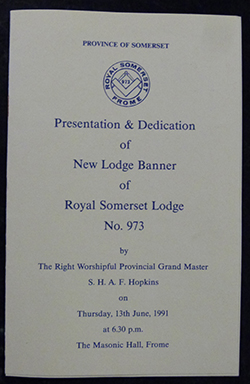 PROVINCE OF SOMERSET
ROYAL SOMERSET
973
FROME
Presentation & Dedication
of
New Lodge Banner
of
Royal Somerset Lodge
No. 973
by
The Right Worshipful Provincial Grand Master
S. H. A. F. Hopkins
on
Thursday, 13th June, 1991
at 6.30 p.m.
The Masonic Hall, Frome